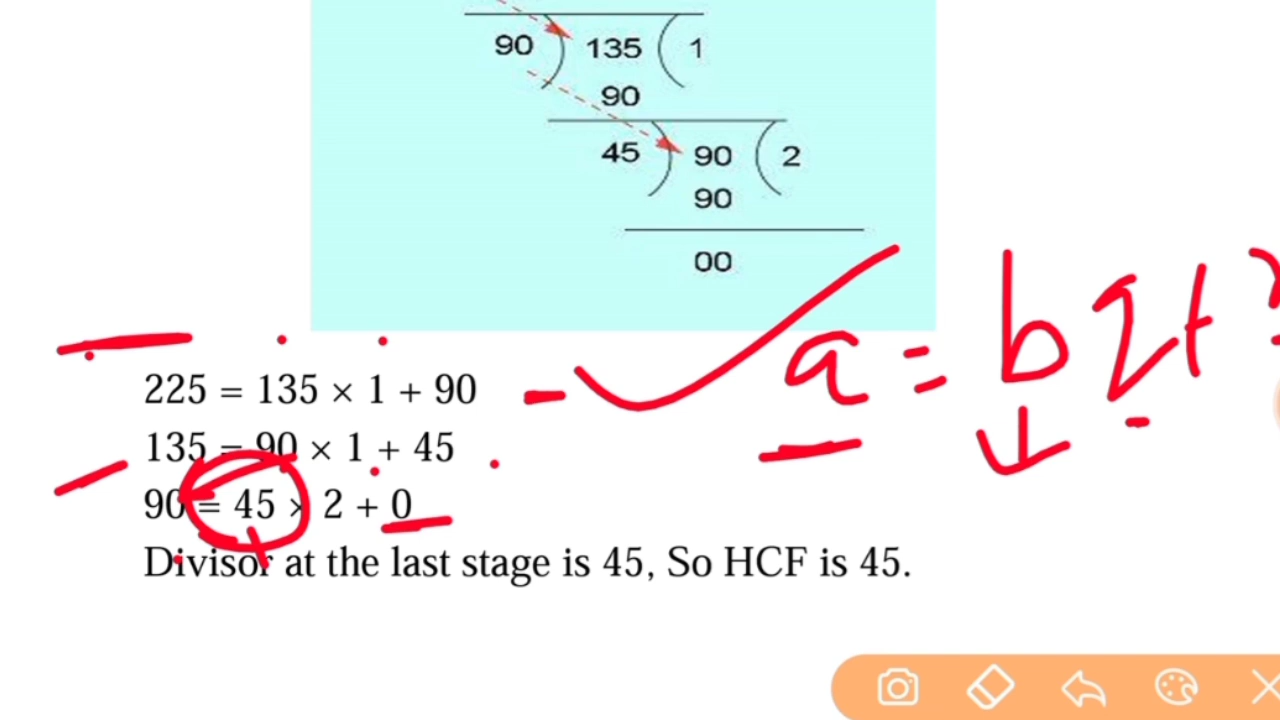 90 ) 135 ( 1
90
45 ) 90 ( 2
90
00
a = bq+
225 = 135 × 1 + 90
135 = 90 × 1 + 45
90 = 45 × 2 + 0
Divisor at the last stage is 45, So HCF is 45.